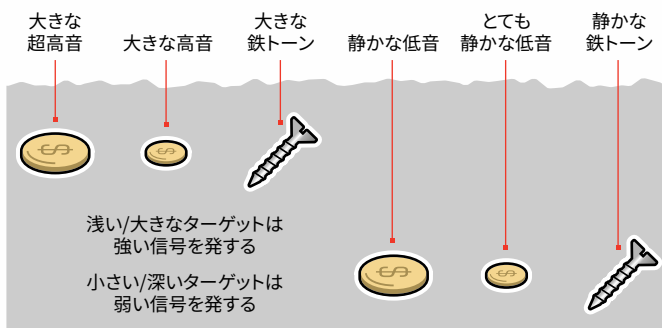 大きな
超高音
大きな高音
大きな
鉄トーン
静かな低音
とても
静かな低音
静かな
鉄トーン
浅い/大きなターゲットは
強い信号を発する
小さい/深いターゲットは
弱い信号を発する